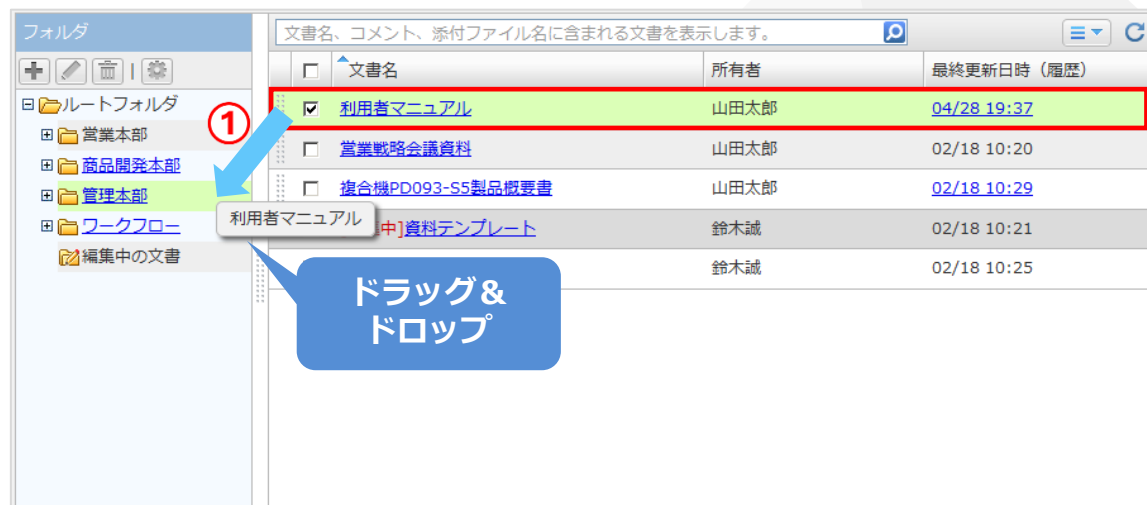 フォルダ
文書名、コメント、添付ファイル名に含まれる文書を表示します。
文書名 所有者 最終更新日時（履歴）
ルートフォルダ
営業本部
商品開発本部
管理本部
ワークフロー
編集中の文書
①
利用者マニュアル 山田太郎 04/28 19:37
営業戦略会議資料 山田太郎 02/18 10:20
複合機PD093-S5製品概要書 山田太郎 02/18 10:29
中]資料テンプレート 鈴木誠 02/18 10:21
鈴木誠 02/18 10:25
利用者マニュアル
ドラッグ＆
ドロップ